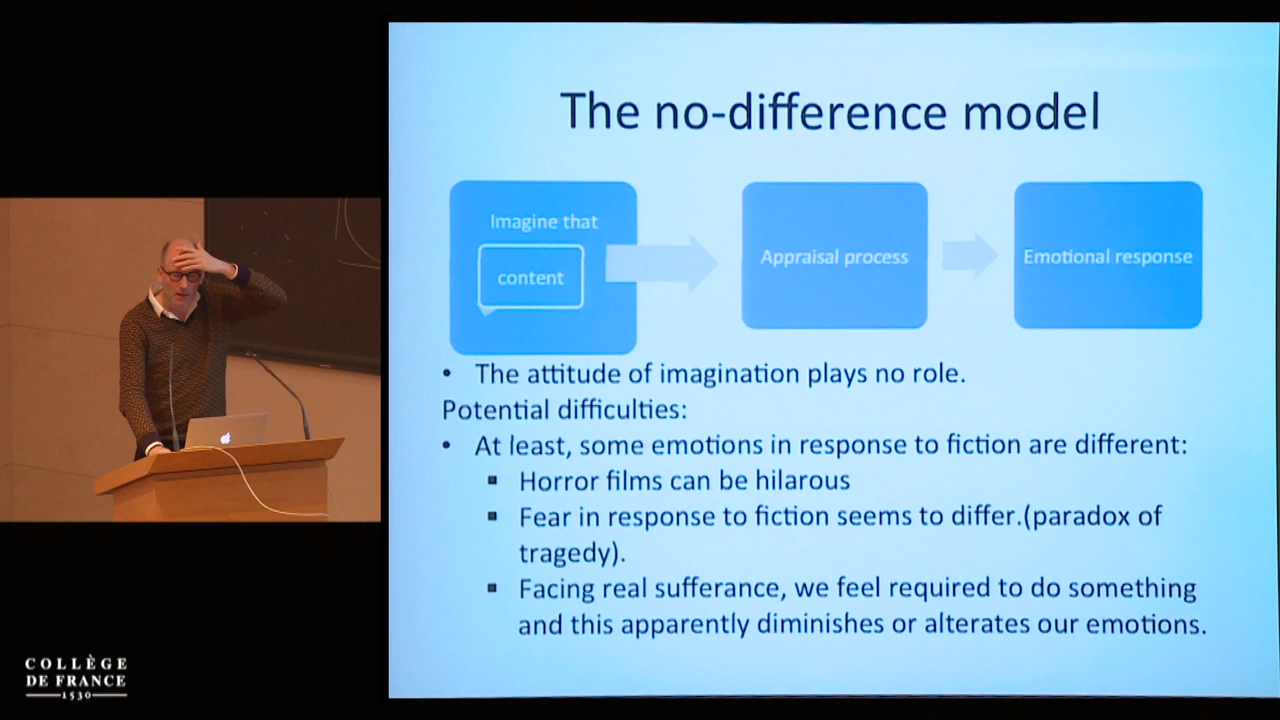 The no-difference model
Imagine that
content
Appraisal process
Emotional response
• The attitude of imagination plays no role.
Potential difficulties:
• At least, some emotions in response to fiction are different:
▪ Horror films can be hilarous
▪ Fear in response to fiction seems to differ.(paradox of
tragedy).
▪ Facing real sufferance, we feel required to do something
and this apparently diminishes or alterates our emotions.
COLLÈGE
DE FRANCE
1530